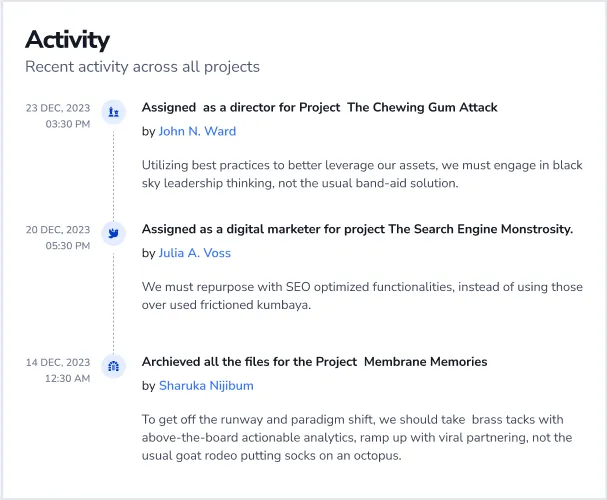 Activity
Recent activity across all projects
23 DEC, 2023
03:30 PM
Assigned  as a director for Project  The Chewing Gum Attack
by John N. Ward
Utilizing best practices to better leverage our assets, we must engage in black
sky leadership thinking, not the usual band-aid solution.
20 DEC, 2023
05:30 PM
Assigned as a digital marketer for project The Search Engine Monstrosity.
by Julia A. Voss
We must repurpose with SEO optimized functionalities, instead of using those
over used frictioned kumbaya.
14 DEC, 2023
12:30 AM
Archieved all the files for the Project  Membrane Memories
by Sharuka Nijibum
To get off the runway and paradigm shift, we should take  brass tacks with
above-the-board actionable analytics, ramp up with viral partnering, not the
usual goat rodeo putting socks on an octopus.